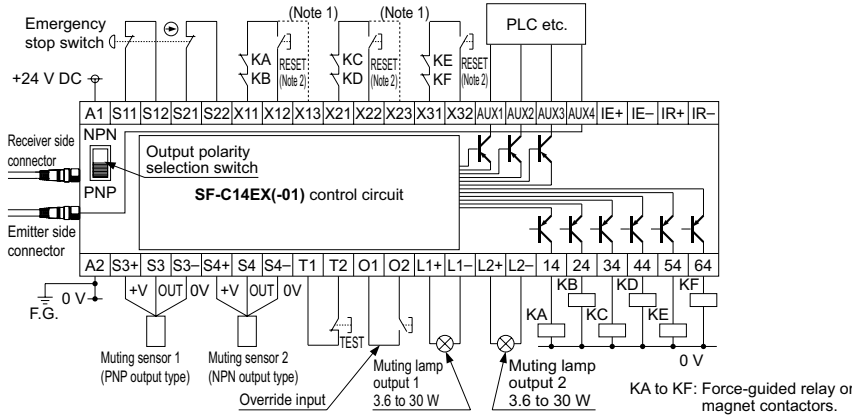 (Note 1) (Note 1)
PLC etc.
Emergency
stop switch
KA RESET KC RESET KE RESET
KB (Note 2) KD (Note 2) KF (Note 2)
+24 V DC
A1 S11 S12 S21 S22 X11 X12 X13 X21 X22 X23 X31 X32 AUX1 AUX2 AUX3 AUX4 IE+ IE– IR+ IR–
NPN
Receiver side
connector
Output polarity
selection switch
PNP
SF-C14EX(-01) control circuit
Emitter side
connector
A2 S3+ S3 S3– S4+ S4 S4– T1 T2 O1 O2 L1+ L1– L2+ L2– 14 24 34 44 54 64
0 V
F.G.
+V OUT 0V +V OUT 0V
KB KD KF
KA KC KE
TEST
0 V
Muting sensor 1
(PNP output type)
Muting sensor 2
(NPN output type)
Override input
Muting lamp
output 1
3.6 to 30 W
Muting lamp
output 2
3.6 to 30 W
KA to KF: Force-guided relay or
magnet contactors.